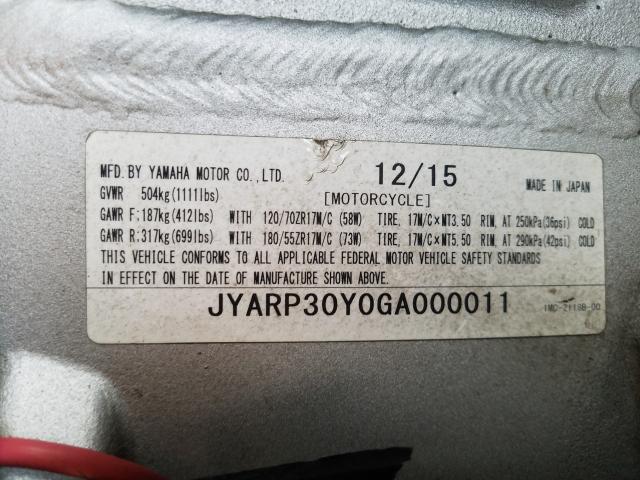 MFD. BY YAMAHA MOTOR CO.,LTD. 12/15 MADE IN JAPAN
GVWR 504kg(1111lbs) [MOTORCYCLE]
GAWR F:187kg(412lbs) WITH 120/70ZR17M/C (58W) TIRE, 17M/C×MT3.50 RIM, AT 250kPa(36psi) COLD
GAWR R:317kg(699lbs) WITH 180/55ZR17M/C (73W) TIRE, 17M/C×MT5.50 RIM, AT 290kPa(42psi) COLD
THIS VEHICLE CONFORMS TO ALL APPLICABLE FEDERAL MOTOR VEHICLE SAFETY STANDARDS
IN EFFECT ON THE DATE OF MANUFACTURE SHOWN ABOVE.
JYARP30Y0GA000011 1MC-2118B-00